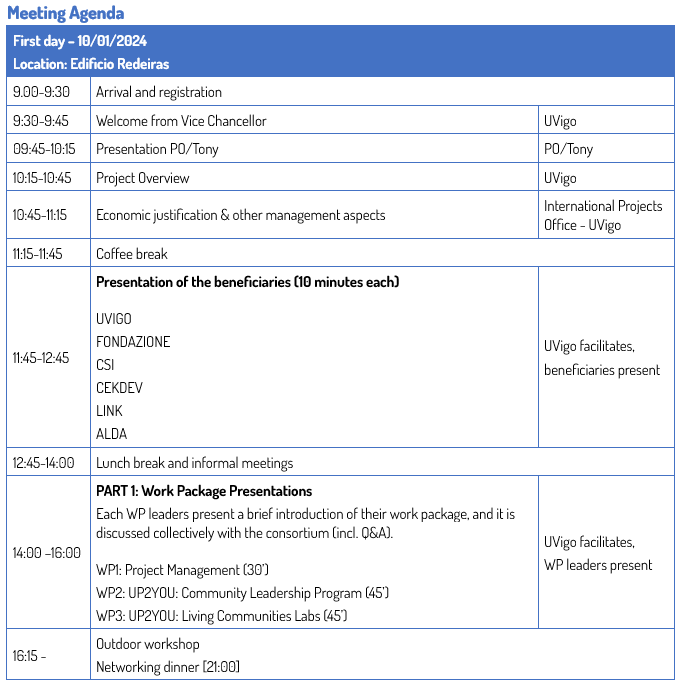 Meeting Agenda
First day – 10/01/2024
Location: Edificio Redeiras
9.00-9:30 Arrival and registration
9:30-9:45 Welcome from Vice Chancellor UVigo
09:45-10:15 Presentation PO/Tony PO/Tony
10:15-10:45 Project Overview UVigo
10:45-11:15 Economic justification & other management aspects International Projects
Office - UVigo
11:15-11:45 Coffee break
11:45-12:45
Presentation of the beneficiaries (10 minutes each)
UVIGO
FONDAZIONE
CSI
CEKDEV
LINK
ALDA
UVigo facilitates,
beneficiaries present
12:45-14:00 Lunch break and informal meetings
14:00 –16:00
PART 1: Work Package Presentations
Each WP leaders present a brief introduction of their work package, and it is
discussed collectively with the consortium (incl. Q&A).
WP1: Project Management (30')
WP2: UP2YOU: Community Leadership Program (45')
WP3: UP2YOU: Living Communities Labs (45')
UVigo facilitates,
WP leaders present
16:15 -
Outdoor workshop
Networking dinner [21:00]